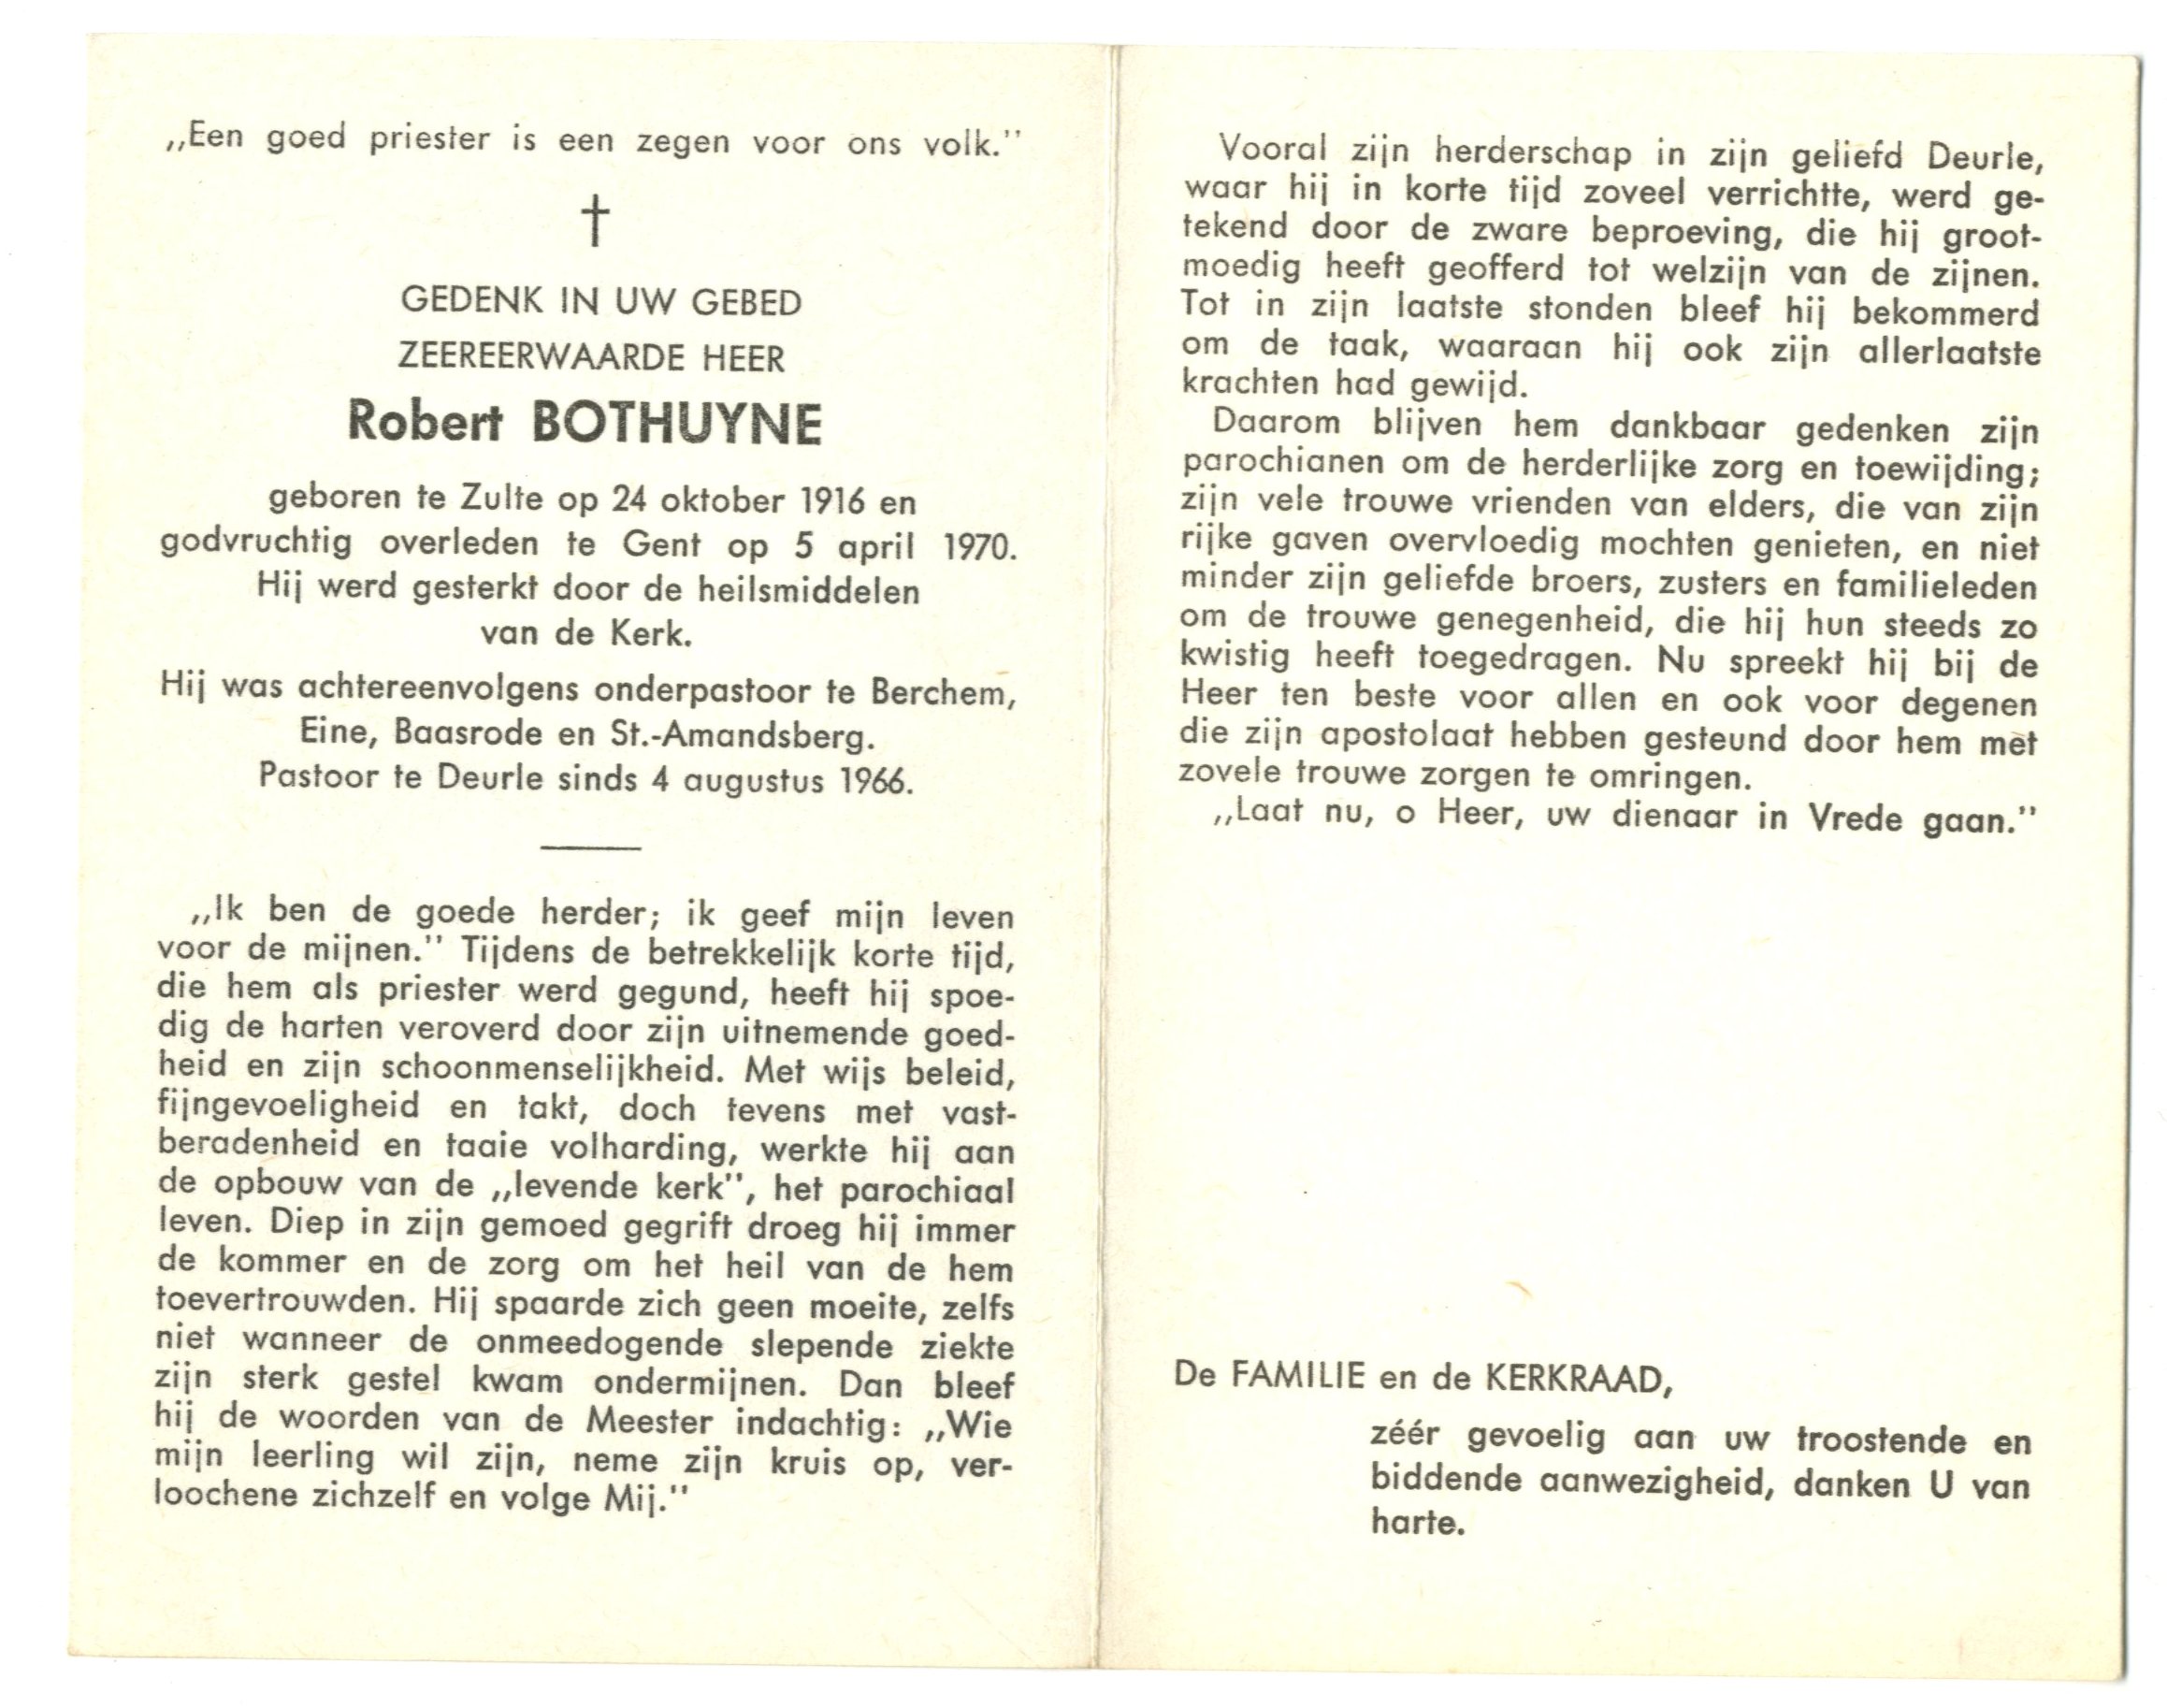 „Een goed priester is een zegen voor ons volk.”
†
GEDENK IN UW GEBED
ZEEREERWAARDE HEER
Robert BOTHUYNE
geboren te Zulte op 24 oktober 1916 en
godvruchtig overleden te Gent op 5 april 1970.
Hij werd gesterkt door de heilsmiddelen
van de Kerk.
Hij was achtereenvolgens onderpastoor te Berchem,
Eine, Baasrode en St.-Amandsberg.
Pastoor te Deurle sinds 4 augustus 1966.
„Ik ben de goede herder; ik geef mijn leven
voor de mijnen.” Tijdens de betrekkelijk korte tijd,
die hem als priester werd gegund, heeft hij spoe-
dig de harten veroverd door zijn uitnemende goed-
heid en zijn schoonmenselijkheid. Met wijs beleid,
fijngevoeligheid en takt, doch tevens met vast-
beradenheid en taaie volharding, werkte hij aan
de opbouw van de „levende kerk”, het parochiaal
leven. Diep in zijn gemoed gegrift droeg hij immer
de kommer en de zorg om het heil van de hem
toevertrouwden. Hij spaarde zich geen moeite, zelfs
niet wanneer de onmeedogende slepende ziekte
zijn sterk gestel kwam ondermijnen. Dan bleef
hij de woorden van de Meester indachtig: „Wie
mijn leerling wil zijn, neme zijn kruis op, ver-
loochene zichzelf en volge Mij.”
Vooral zijn herderschap in zijn geliefd Deurle,
waar hij in korte tijd zoveel verrichtte, werd ge-
tekend door de zware beproeving, die hij groot-
moedig heeft geofferd tot welzijn van de zijnen.
Tot in zijn laatste stonden bleef hij bekommerd
om de taak, waaraan hij ook zijn allerlaatste
krachten had gewijd.
Daarom blijven hem dankbaar gedenken zijn
parochianen om de herderlijke zorg en toewijding;
zijn vele trouwe vrienden van elders, die van zijn
rijke gaven overvloedig mochten genieten, en niet
minder zijn geliefde broers, zusters en familieleden
om de trouwe genegenheid, die hij hun steeds zo
kwistig heeft toegedragen. Nu spreekt hij bij de
Heer ten beste voor allen en ook voor degenen
die zijn apostolaat hebben gesteund door hem met
zovele trouwe zorgen te omringen.
„Laat nu, o Heer, uw dienaar in Vrede gaan.”
De FAMILIE en de KERKRAAD,
zéér gevoelig aan uw troostende en
biddende aanwezigheid, danken U van
harte.